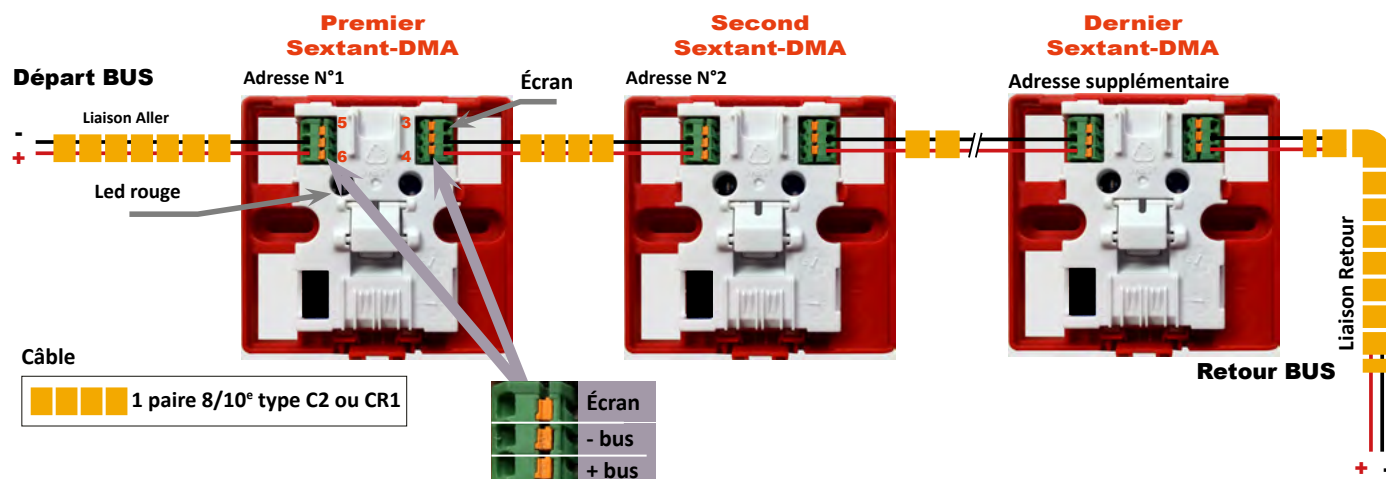 Premier
Sextant-DMA
Second
Sextant-DMA
Dernier
Sextant-DMA
Départ BUS
Adresse N°1
Écran
Adresse N°2
Adresse supplémentaire
Liaison Aller
-
+
5
3
6
4
Led rouge
Liaison Retour
Câble
1 paire 8/10e type C2 ou CR1
Retour BUS
Écran
- bus
+ bus
+ -